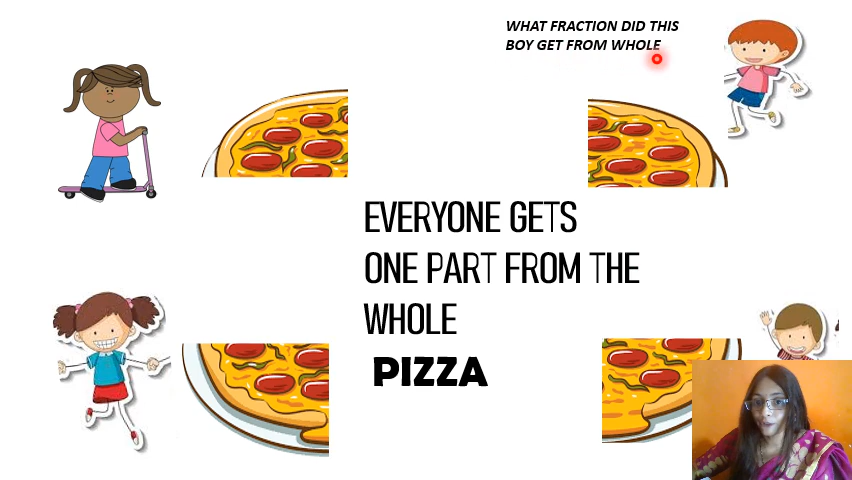 WHAT FRACTION DID THIS
BOY GET FROM WHOLE
EVERYONE GETS
ONE PART FROM THE
WHOLE
PIZZA